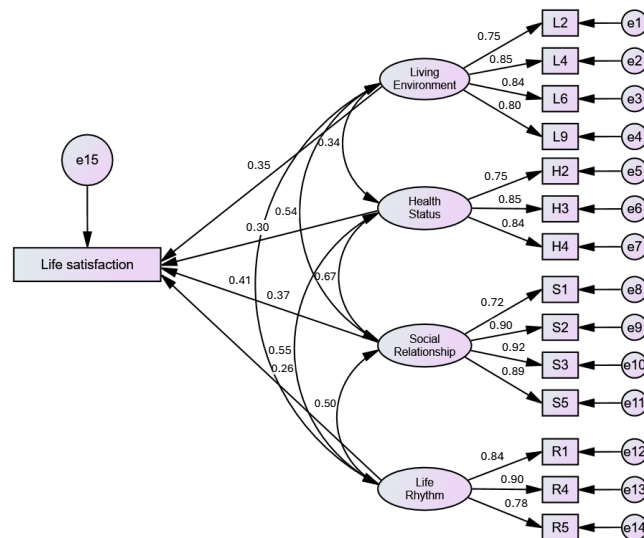 0.75
L2
e1
0.85
L4
e2
Living
Environment
0.84
L6
e3
0.80
L9
e4
0.34
e15
0.35
0.75
H2
e5
Health
Status
0.85
H3
e6
0.84
H4
e7
0.54
0.30
Life satisfaction
0.41
0.37
0.67
0.72
S1
e8
0.90
S2
e9
Social
Relationship
0.92
S3
e10
0.89
S5
e11
0.55
0.26
0.50
0.84
R1
e12
Life
Rhythm
0.90
R4
e13
0.78
R5
e14